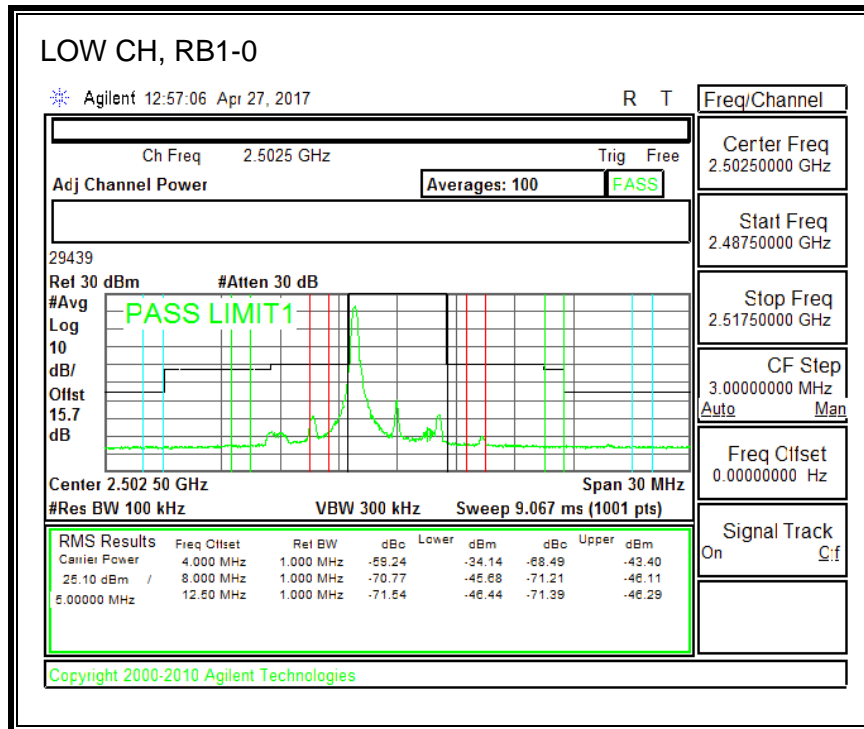 LOW CH, RB1-0
Agilent 12:57:06 Apr 27, 2017 R T
Freq/Channel
Ch Freq 2.5025 GHz Trig Free
Adj Channel Power Averages: 100 PASS
Center Freq
2.50250000 GHz
Start Freq
2.48750000 GHz
Stop Freq
2.51750000 GHz
CF Step
3.00000000 MHz
Auto Man
Freq Offset
0.00000000 Hz
Signal Track
On Off
29439
Ref 30 dBm #Atten 30 dB
#Avg
Log
10
dB/
Offst
15.7
dB
PASS LIMIT1
Center 2.502 50 GHz Span 30 MHz
#Res BW 100 kHz VBW 300 kHz Sweep 9.067 ms (1001 pts)
RMS Results Freq Offset Ref BW dBc Lower dBm dBc Upper dBm
Carrier Power 4.000 MHz 1.000 MHz -59.24 -34.14 -68.49 -43.40
25.10 dBm / 8.000 MHz 1.000 MHz -70.77 -45.68 -71.21 -46.11
5.00000 MHz 12.50 MHz 1.000 MHz -71.54 -46.44 -71.39 -46.29
Copyright 2000-2010 Agilent Technologies